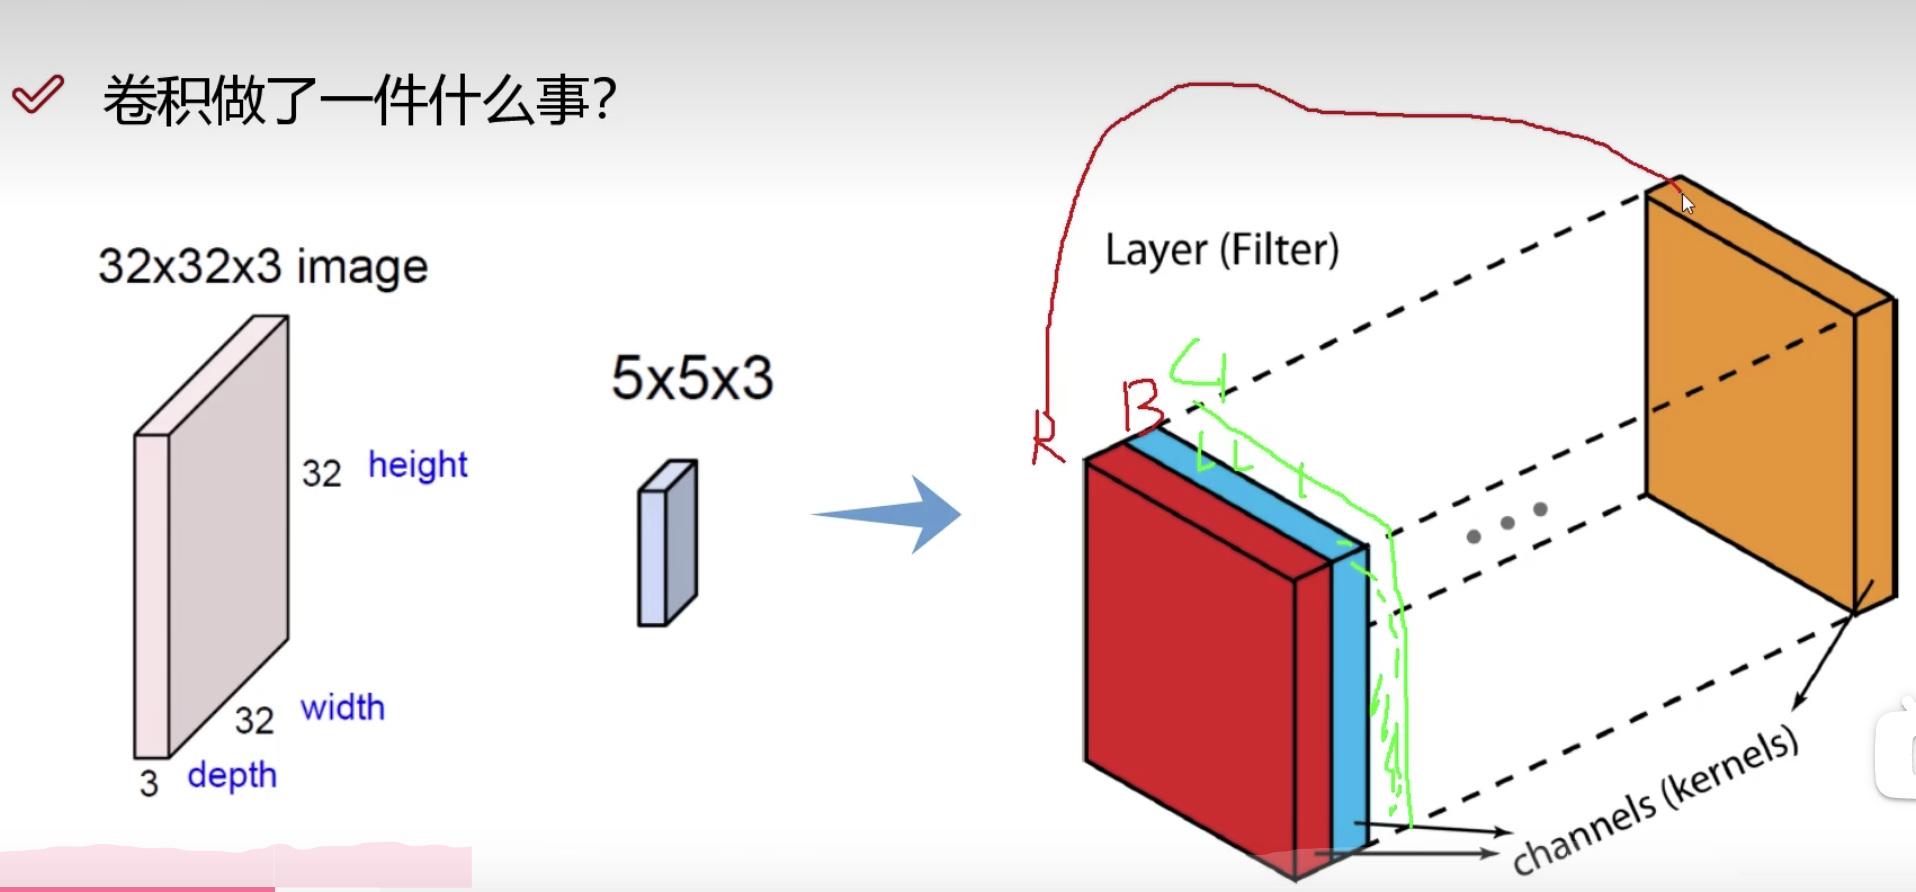 卷积做了一件什么事?
32x32x3 image
32 height
32 width
3 depth
5x5x3
Layer (Filter)
R
B
G
channels (kernels)